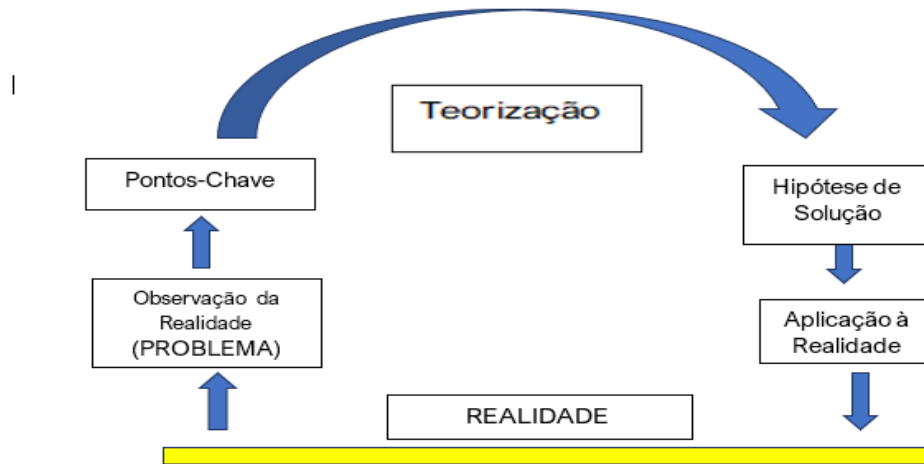 Teorização
Pontos-Chave
Hipótese de
Solução
Observação da
Realidade
(PROBLEMA)
Aplicação à
Realidade
REALIDADE